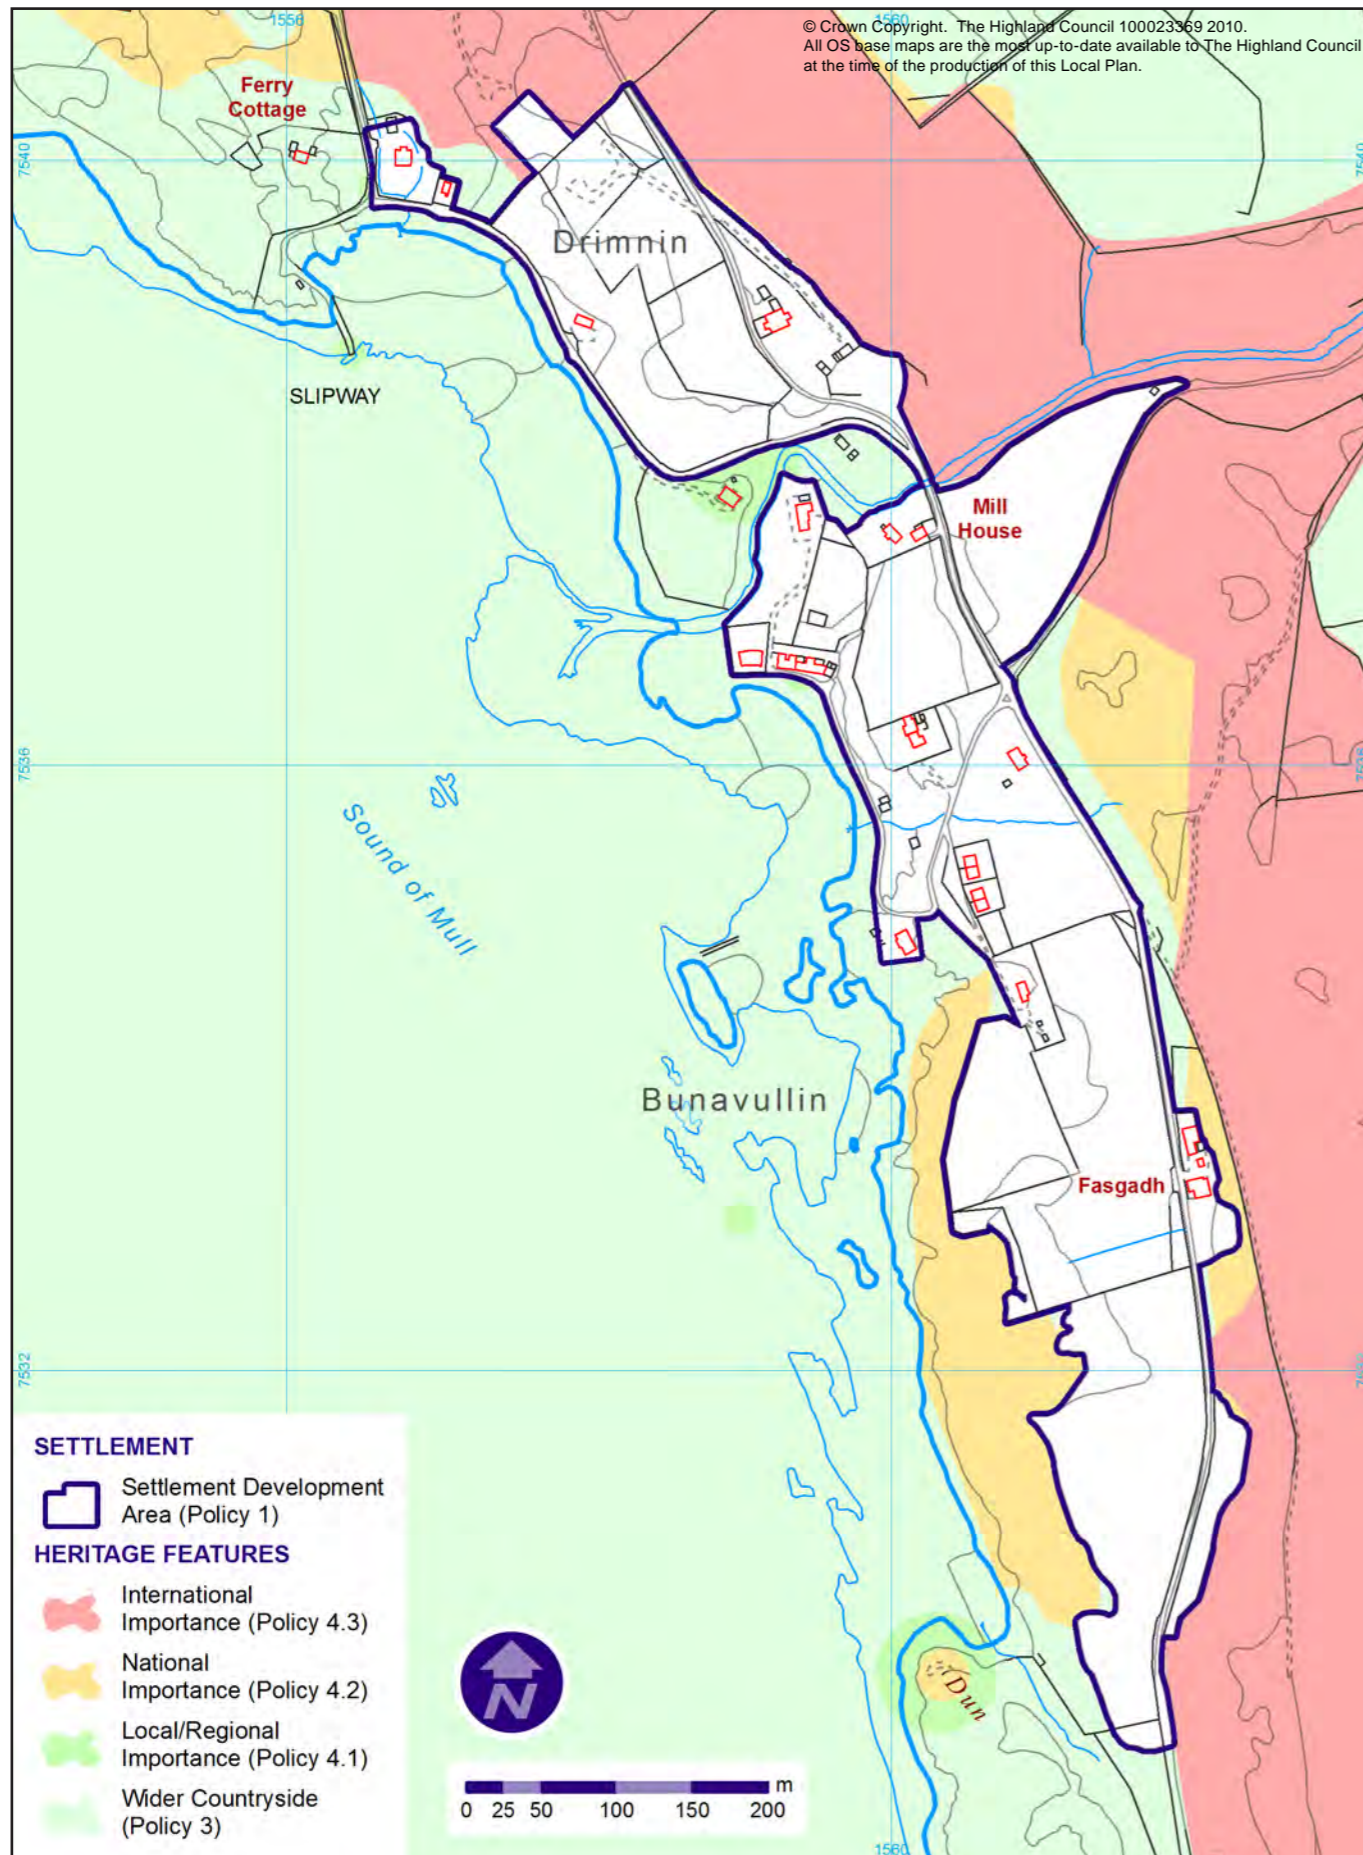 1556
1560
© Crown Copyright. The Highland Council 100023369 2010.
All OS base maps are the most up-to-date available to The Highland Council
at the time of the production of this Local Plan.
Ferry
Cottage
7540
7540
Drimnin
SLIPWAY
Mill
House
7536
7536
Sound of Mull
Bunavullin
Fasgadh
7532
7532
SETTLEMENT
Settlement Development
Area (Policy 1)
HERITAGE FEATURES
International
Importance (Policy 4.3)
National
Importance (Policy 4.2)
Local/Regional
Importance (Policy 4.1)
Wider Countryside
(Policy 3)
N
Dun
m
0 25 50 100 150 200
1560